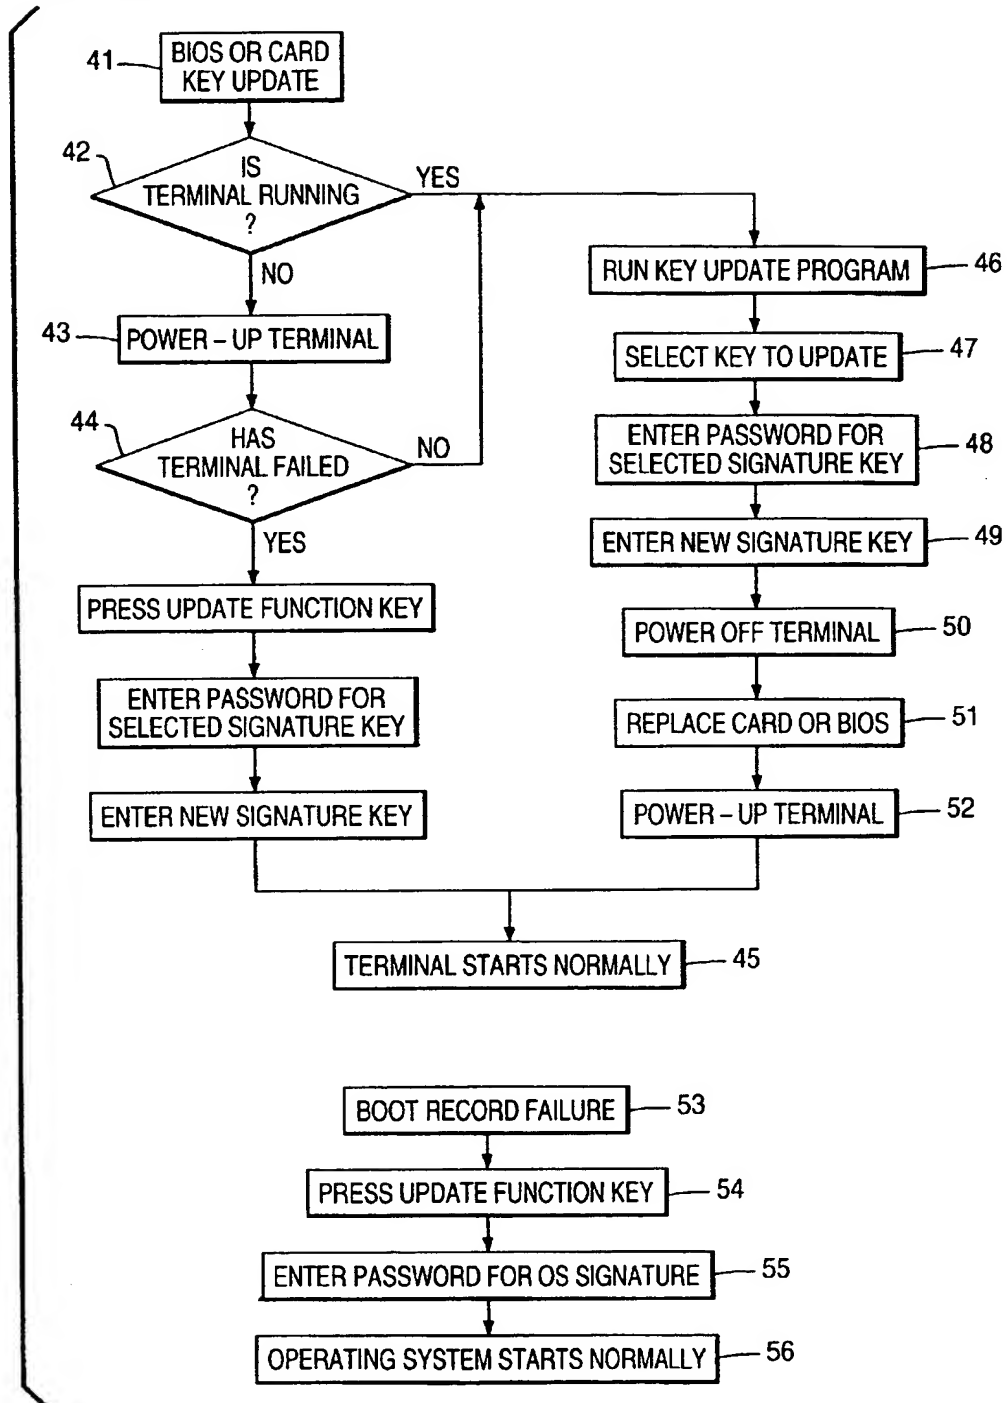 41
BIOS OR CARD
KEY UPDATE
42
IS
TERMINAL RUNNING
?
YES
NO
43
POWER – UP TERMINAL
44
HAS
TERMINAL FAILED
?
NO
YES
PRESS UPDATE FUNCTION KEY
ENTER PASSWORD FOR
SELECTED SIGNATURE KEY
ENTER NEW SIGNATURE KEY
RUN KEY UPDATE PROGRAM
46
SELECT KEY TO UPDATE
47
ENTER PASSWORD FOR
SELECTED SIGNATURE KEY
48
ENTER NEW SIGNATURE KEY
49
POWER OFF TERMINAL
50
REPLACE CARD OR BIOS
51
POWER – UP TERMINAL
52
TERMINAL STARTS NORMALLY
45
BOOT RECORD FAILURE
53
PRESS UPDATE FUNCTION KEY
54
ENTER PASSWORD FOR OS SIGNATURE
55
OPERATING SYSTEM STARTS NORMALLY
56